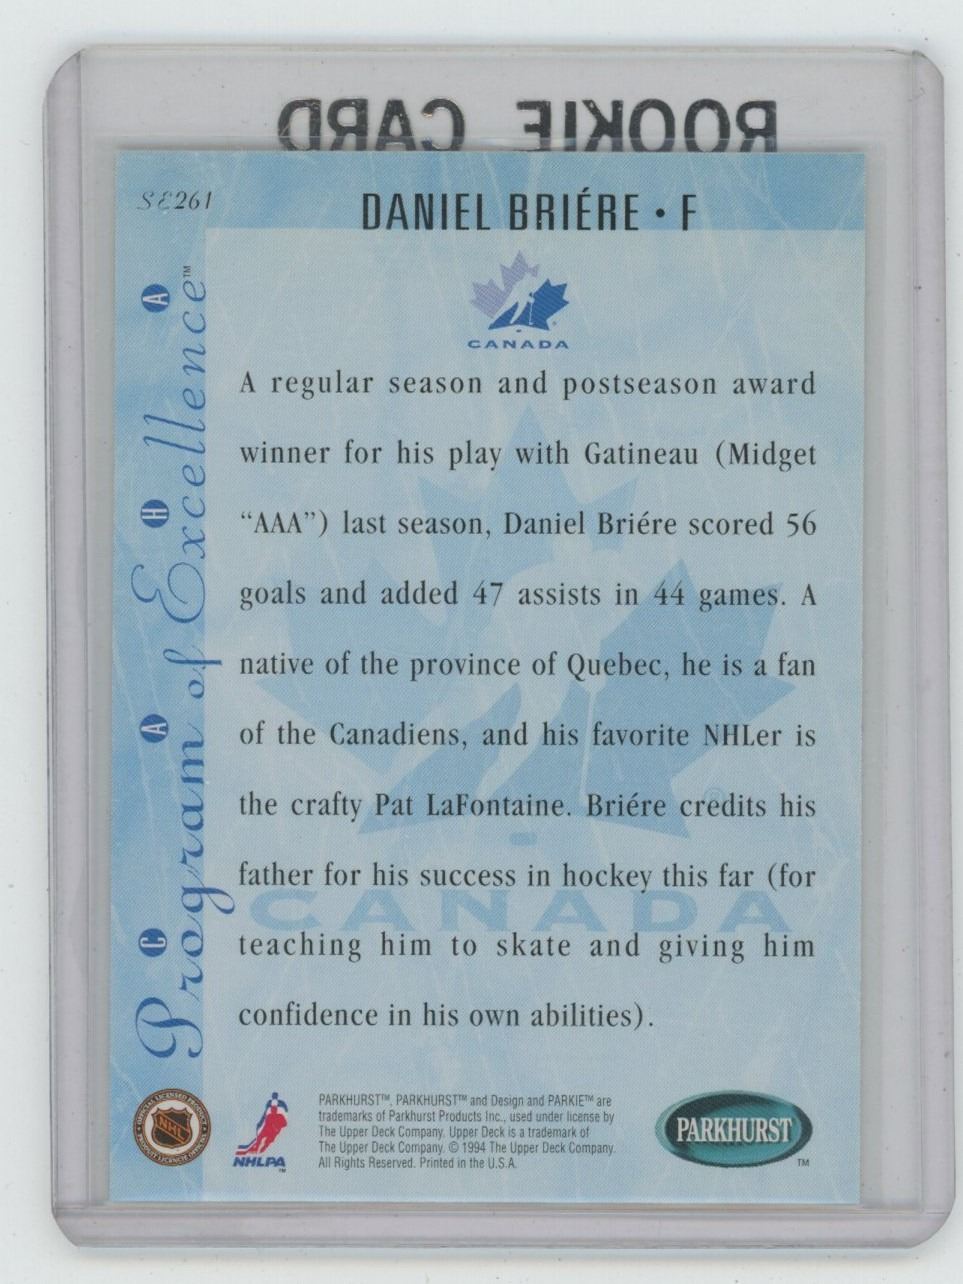 ROOKIE CARD
SE261
DANIEL BRIÉRE • F
CANADA
A regular season and postseason award
winner for his play with Gatineau (Midget
“AAA”) last season, Daniel Briére scored 56
goals and added 47 assists in 44 games. A
native of the province of Quebec, he is a fan
of the Canadiens, and his favorite NHLer is
the crafty Pat LaFontaine. Briére credits his
father for his success in hockey this far (for
teaching him to skate and giving him
confidence in his own abilities).
CANADA
C A H A
Program of Excellence™
NHL
NHLPA™
PARKHURST™, PARKHURST™ and Design and PARKIE™ are
trademarks of Parkhurst Products Inc., used under license by
The Upper Deck Company. Upper Deck is a trademark of
The Upper Deck Company. © 1994 The Upper Deck Company.
All Rights Reserved. Printed in the U.S.A.
PARKHURST™